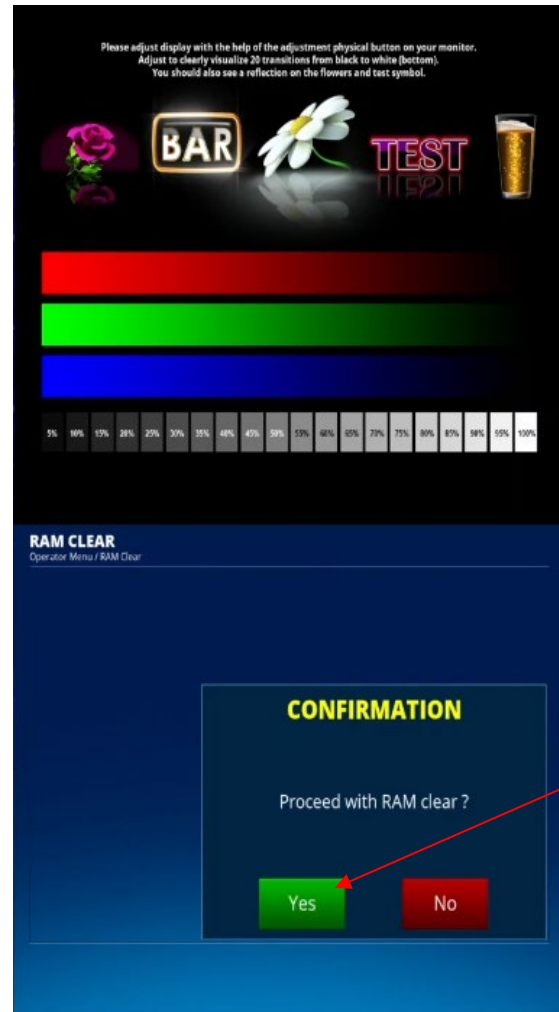 Please adjust display with the help of the adjustment physical button on your monitor.
Adjust to clearly visualize 20 transitions from black to white (bottom).
You should also see a reflection on the flowers and test symbol.
BAR
TEST
5% 10% 15% 20% 25% 30% 35% 40% 45% 50% 55% 60% 65% 70% 75% 80% 85% 90% 95% 100%
RAM CLEAR
Operator Menu / RAM Clear
CONFIRMATION
Proceed with RAM clear ?
Yes No